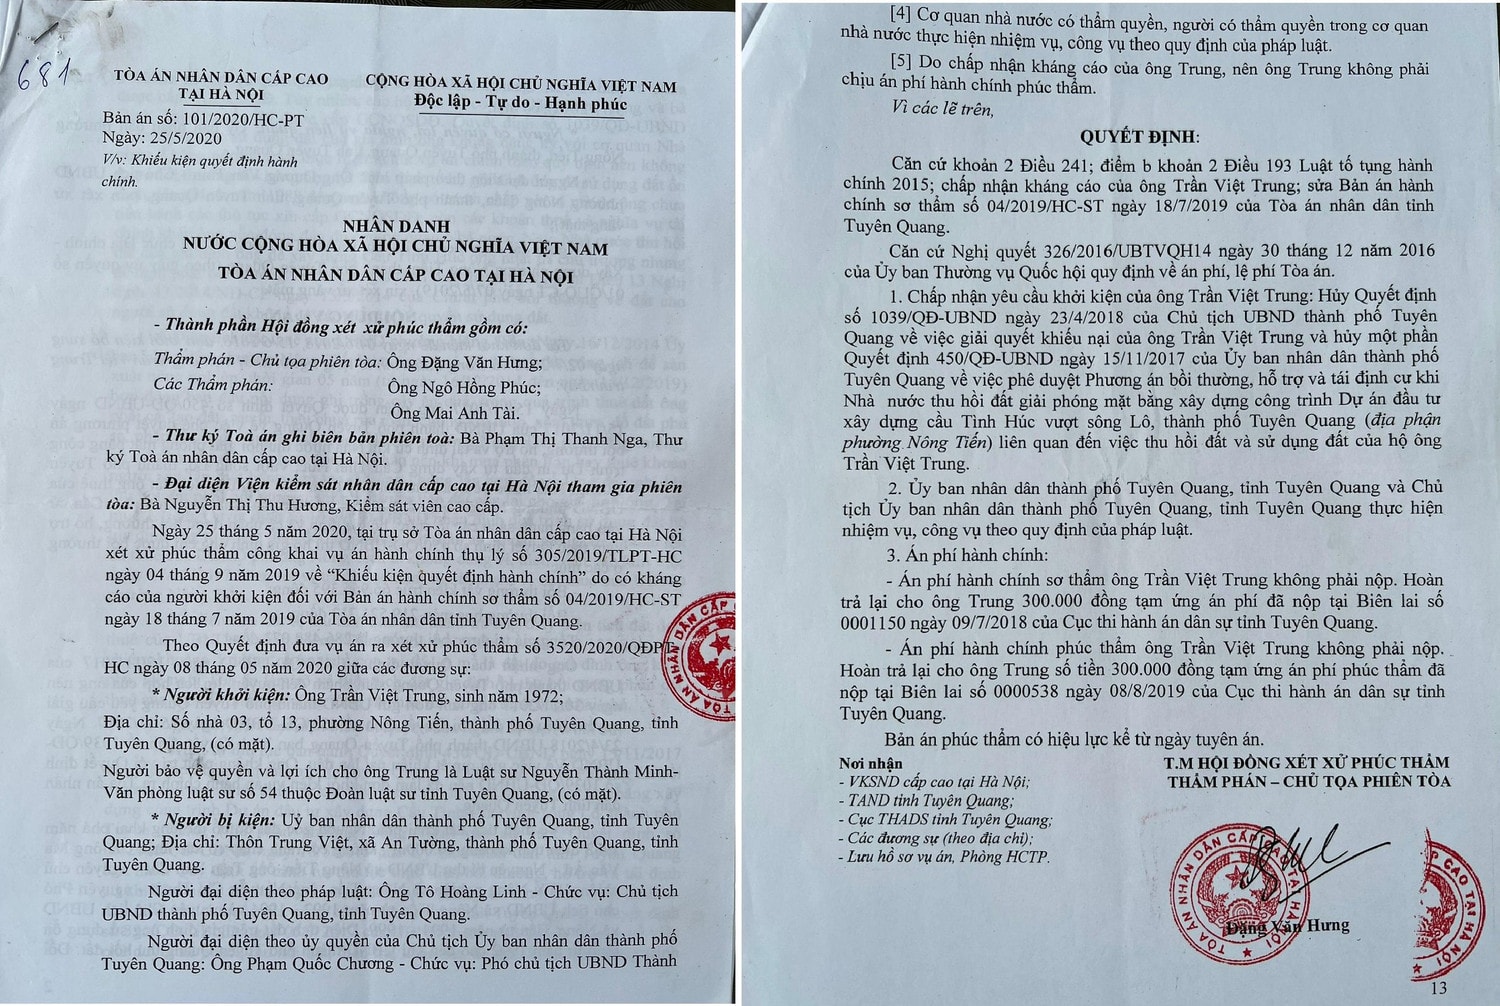 681
TÒA ÁN NHÂN DÂN CẤP CAO
TẠI HÀ NỘI
CỘNG HÒA XÃ HỘI CHỦ NGHĨA VIỆT NAM
Độc lập - Tự do - Hạnh phúc
Bản án số: 101/2020/HC-PT
Ngày: 25/5/2020
V/v: Khiếu kiện quyết định hành
chính.
NHÂN DANH
NƯỚC CỘNG HÒA XÃ HỘI CHỦ NGHĨA VIỆT NAM
TÒA ÁN NHÂN DÂN CẤP CAO TẠI HÀ NỘI
- Thành phần Hội đồng xét xử phúc thẩm gồm có:
Thẩm phán - Chủ tọa phiên tòa: Ông Đặng Văn Hưng;
Các Thẩm phán: Ông Ngô Hồng Phúc;
Ông Mai Anh Tài.
- Thư ký Toà án ghi biên bản phiên toà: Bà Phạm Thị Thanh Nga, Thư
ký Toà án nhân dân cấp cao tại Hà Nội.
- Đại diện Viện kiểm sát nhân dân cấp cao tại Hà Nội tham gia phiên
tòa: Bà Nguyễn Thị Thu Hương, Kiểm sát viên cao cấp.
Ngày 25 tháng 5 năm 2020, tại trụ sở Tòa án nhân dân cấp cao tại Hà Nội
xét xử phúc thẩm công khai vụ án hành chính thụ lý số 305/2019/TLPT-HC
ngày 04 tháng 9 năm 2019 về “Khiếu kiện quyết định hành chính” do có kháng
cáo của người khởi kiện đối với Bản án hành chính sơ thẩm số 04/2019/HC-ST
ngày 18 tháng 7 năm 2019 của Tòa án nhân dân tỉnh Tuyên Quang.
Theo Quyết định đưa vụ án ra xét xử phúc thẩm số 3520/2020/QĐPT-
HC ngày 08 tháng 05 năm 2020 giữa các đương sự:
* Người khởi kiện: Ông Trần Việt Trung, sinh năm 1972;
Địa chỉ: Số nhà 03, tổ 13, phường Nông Tiến, thành phố Tuyên Quang, tỉnh
Tuyên Quang, (có mặt).
Người bảo vệ quyền và lợi ích cho ông Trung là Luật sư Nguyễn Thành Minh-
Văn phòng luật sư số 54 thuộc Đoàn luật sư tỉnh Tuyên Quang, (có mặt).
* Người bị kiện: Uỷ ban nhân dân thành phố Tuyên Quang, tỉnh Tuyên
Quang; Địa chỉ: Thôn Trung Việt, xã An Tường, thành phố Tuyên Quang, tỉnh
Tuyên Quang.
Người đại diện theo pháp luật: Ông Tô Hoàng Linh - Chức vụ: Chủ tịch
UBND thành phố Tuyên Quang, tỉnh Tuyên Quang.
Người đại diện theo ủy quyền của Chủ tịch Ủy ban nhân dân thành phố
Tuyên Quang: Ông Phạm Quốc Chương - Chức vụ: Phó chủ tịch UBND Thành
TÒA ÁN NHÂN DÂN CẤP CAO
[4] Cơ quan nhà nước có thẩm quyền, người có thẩm quyền trong cơ quan
nhà nước thực hiện nhiệm vụ, công vụ theo quy định của pháp luật.
[5] Do chấp nhận kháng cáo của ông Trung, nên ông Trung không phải
chịu án phí hành chính phúc thẩm.
Vì các lẽ trên,
QUYẾT ĐỊNH:
Căn cứ khoản 2 Điều 241; điểm b khoản 2 Điều 193 Luật tố tụng hành
chính 2015; chấp nhận kháng cáo của ông Trần Việt Trung; sửa Bản án hành
chính sơ thẩm số 04/2019/HC-ST ngày 18/7/2019 của Tòa án nhân dân tỉnh
Tuyên Quang.
Căn cứ Nghị quyết 326/2016/UBTVQH14 ngày 30 tháng 12 năm 2016
của Ủy ban Thường vụ Quốc hội quy định về án phí, lệ phí Tòa án.
1. Chấp nhận yêu cầu khởi kiện của ông Trần Việt Trung: Hủy Quyết định
số 1039/QĐ-UBND ngày 23/4/2018 của Chủ tịch UBND thành phố Tuyên
Quang về việc giải quyết khiếu nại của ông Trần Việt Trung và hủy một phần
Quyết định 450/QĐ-UBND ngày 15/11/2017 của Ủy ban nhân dân thành phố
Tuyên Quang về việc phê duyệt Phương án bồi thường, hỗ trợ và tái định cư khi
Nhà nước thu hồi đất giải phóng mặt bằng xây dựng công trình Dự án đầu tư
xây dựng cầu Tình Húc vượt sông Lô, thành phố Tuyên Quang (địa phận
phường Nông Tiến) liên quan đến việc thu hồi đất và sử dụng đất của hộ ông
Trần Việt Trung.
2. Ủy ban nhân dân thành phố Tuyên Quang, tỉnh Tuyên Quang và Chủ
tịch Ủy ban nhân dân thành phố Tuyên Quang, tỉnh Tuyên Quang thực hiện
nhiệm vụ, công vụ theo quy định của pháp luật.
3. Án phí hành chính:
- Án phí hành chính sơ thẩm ông Trần Việt Trung không phải nộp. Hoàn
trả lại cho ông Trung 300.000 đồng tạm ứng án phí đã nộp tại Biên lai số
0001150 ngày 09/7/2018 của Cục thi hành án dân sự tỉnh Tuyên Quang.
- Án phí hành chính phúc thẩm ông Trần Việt Trung không phải nộp.
Hoàn trả lại cho ông Trung số tiền 300.000 đồng tạm ứng án phí phúc thẩm đã
nộp tại Biên lai số 0000538 ngày 08/8/2019 của Cục thi hành án dân sự tỉnh
Tuyên Quang.
Bản án phúc thẩm có hiệu lực kể từ ngày tuyên án.
Nơi nhận
- VKSND cấp cao tại Hà Nội;
- TAND tỉnh Tuyên Quang;
- Cục THADS tỉnh Tuyên Quang;
- Các đương sự (theo địa chỉ);
- Lưu hồ sơ vụ án, Phòng HCTP.
T.M HỘI ĐỒNG XÉT XỬ PHÚC THẨM
THẨM PHÁN – CHỦ TỌA PHIÊN TÒA
TÒA ÁN NHÂN DÂN CẤP CAO TẠI HÀ NỘI
Đặng Văn Hưng
CẤP CAO TẠI HÀ NỘI
13